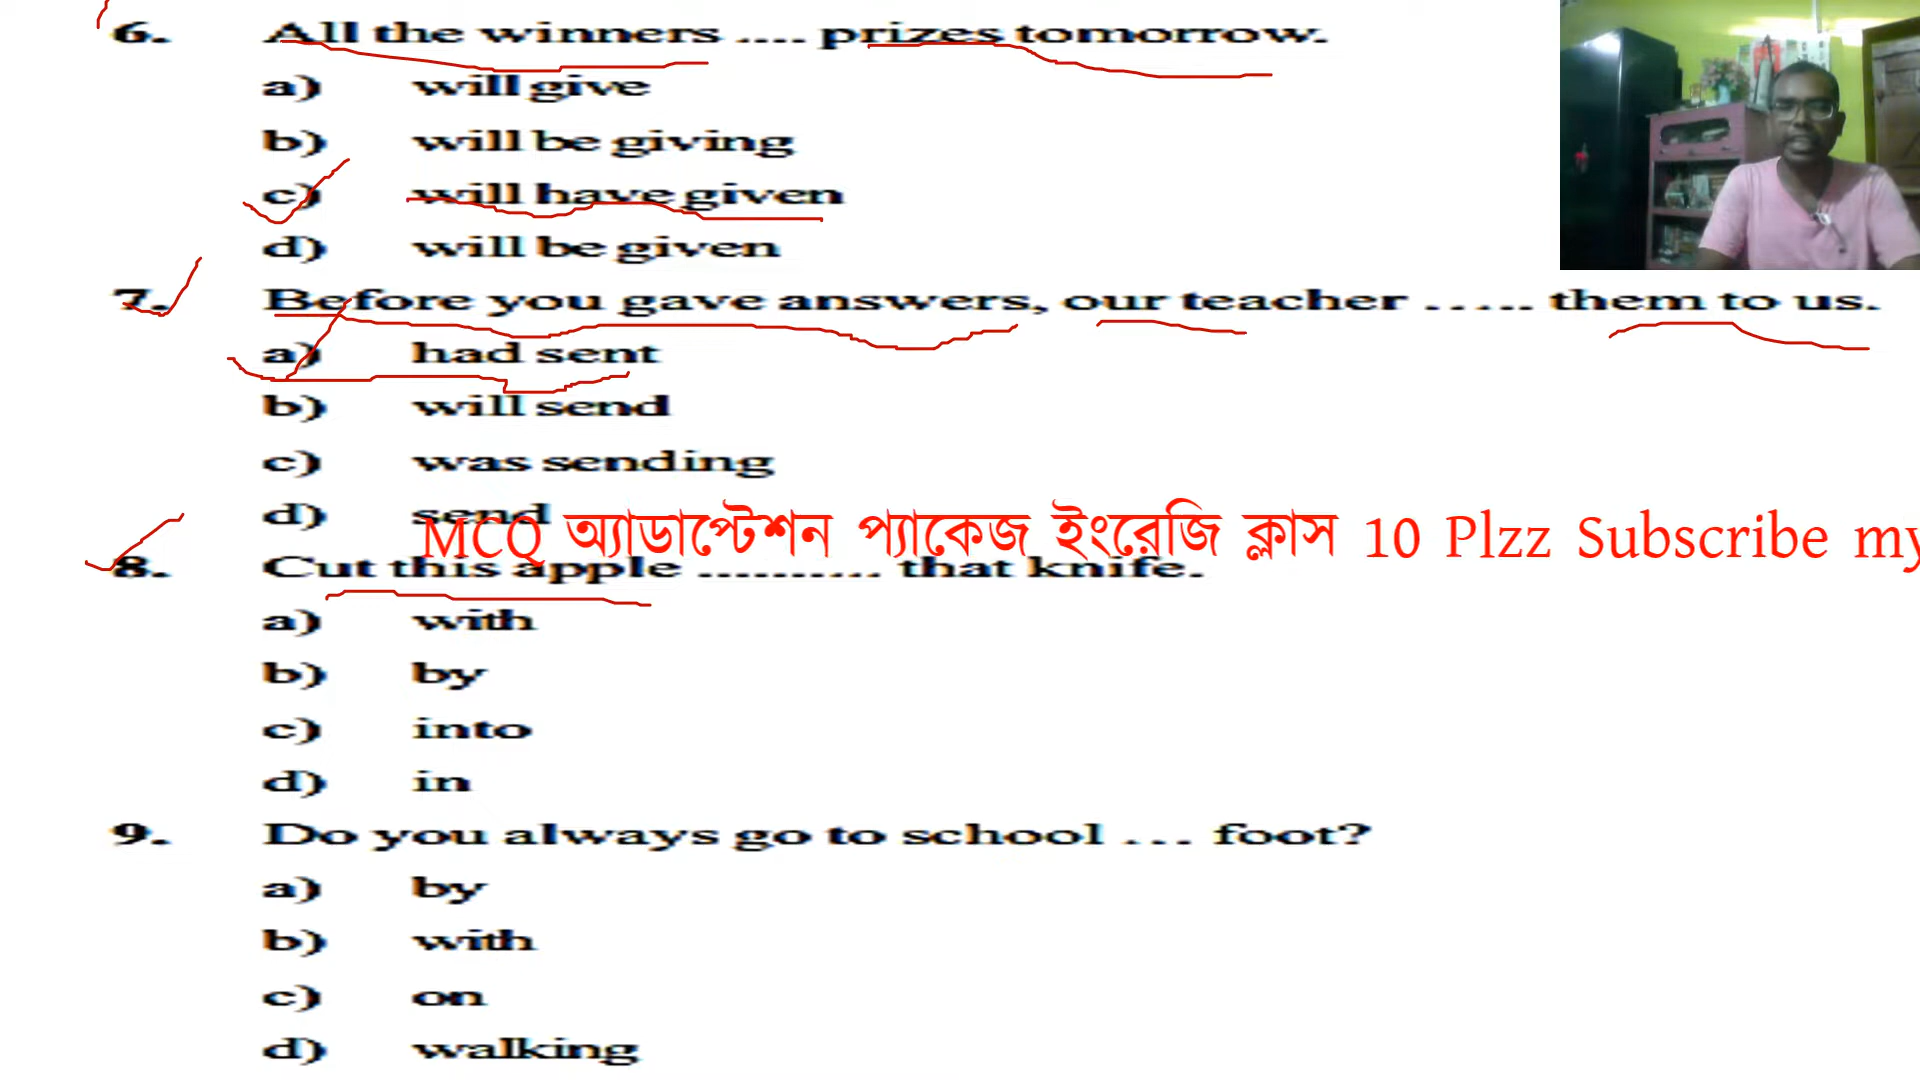 6. All the winners .... prizes tomorrow.
a) will give
b) will be giving
c) will have given
d) will be given
7. Before you gave answers, our teacher ..... them to us.
a) had sent
b) will send
c) was sending
d) send
MCQ অ্যাডাপ্টেশন প্যাকেজ ইংরেজি ক্লাস 10 Plzz Subscribe my
8. Cut this apple .......... that knife.
a) with
b) by
c) into
d) in
9. Do you always go to school ... foot?
a) by
b) with
c) on
d) walking